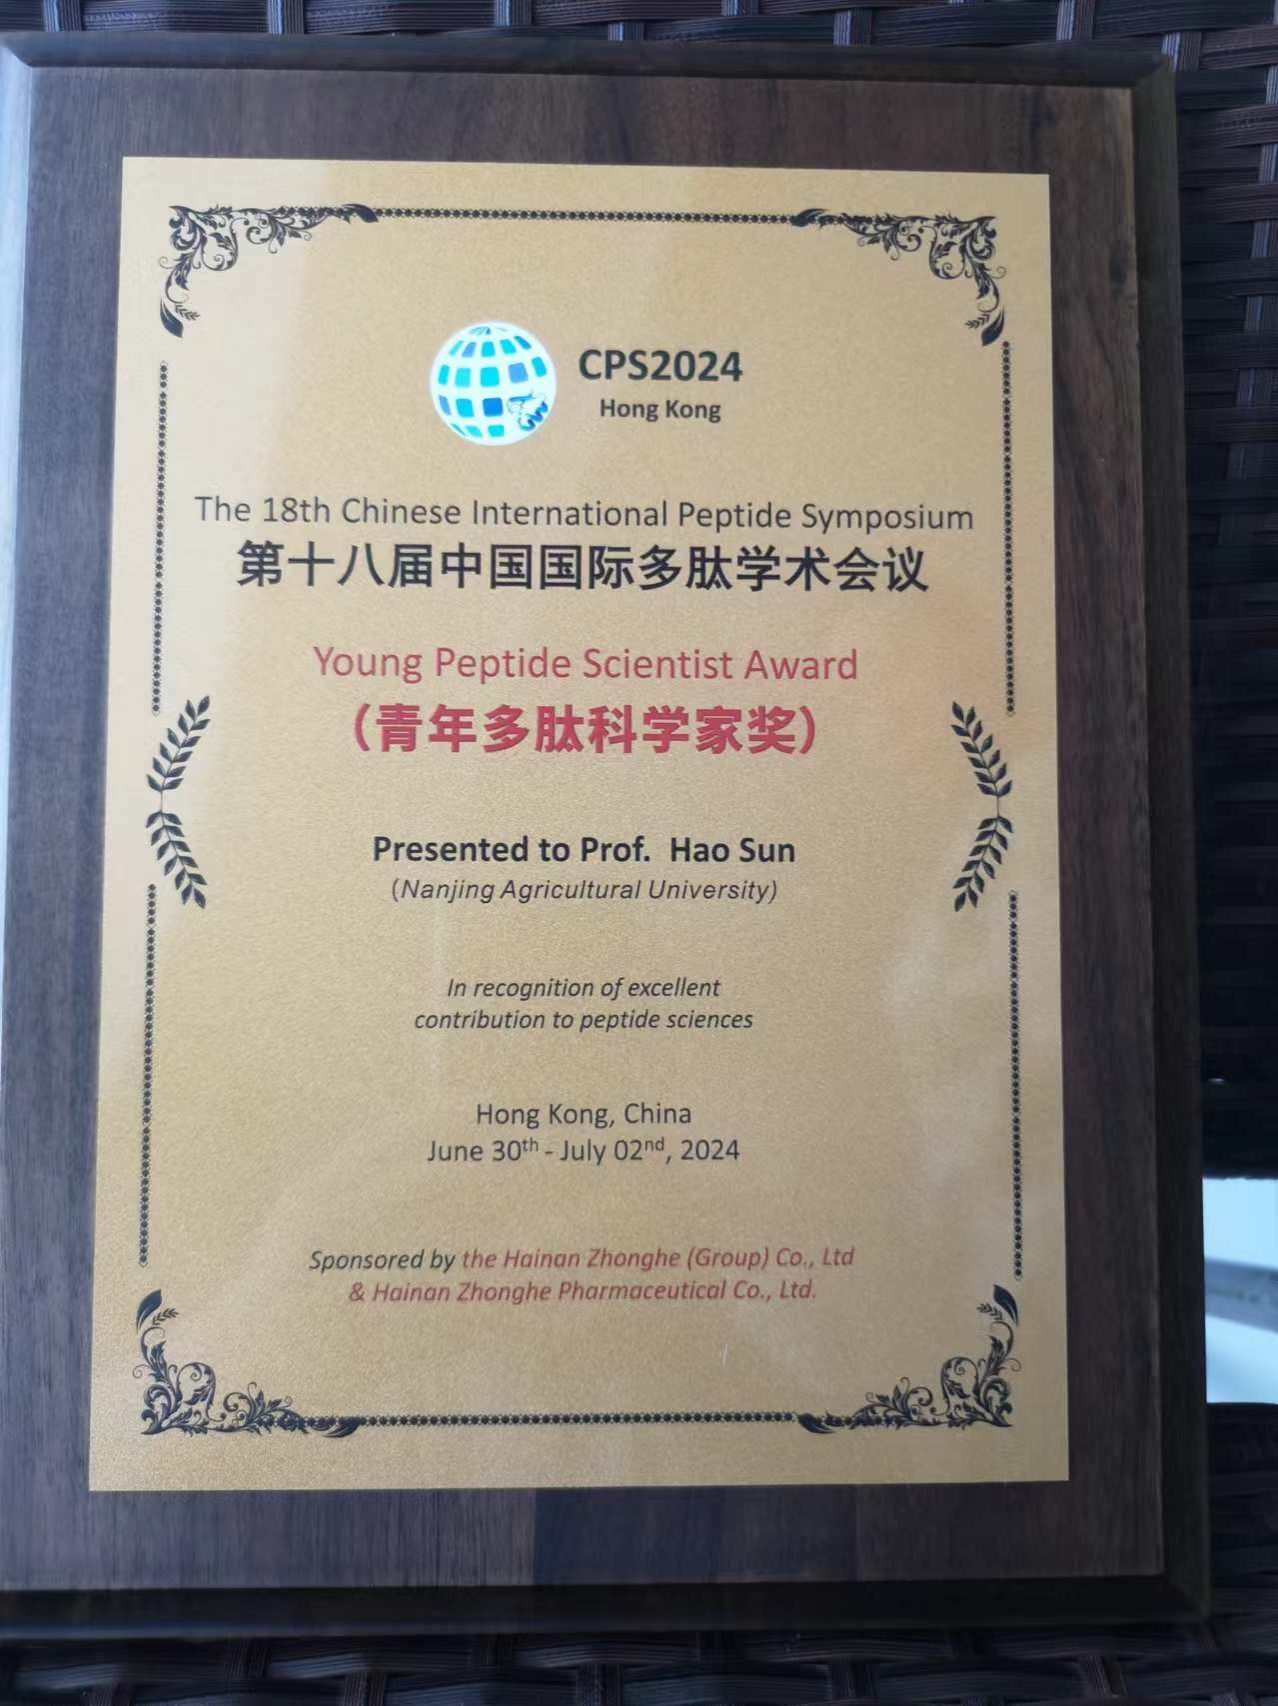 CPS2024
Hong Kong
The 18th Chinese International Peptide Symposium
第十八届中国国际多肽学术会议
Young Peptide Scientist Award
（青年多肽科学家奖）
Presented to Prof. Hao Sun
(Nanjing Agricultural University)
In recognition of excellent
contribution to peptide sciences
Hong Kong, China
June 30th - July 02nd, 2024
Sponsored by the Hainan Zhonghe (Group) Co., Ltd
& Hainan Zhonghe Pharmaceutical Co., Ltd.